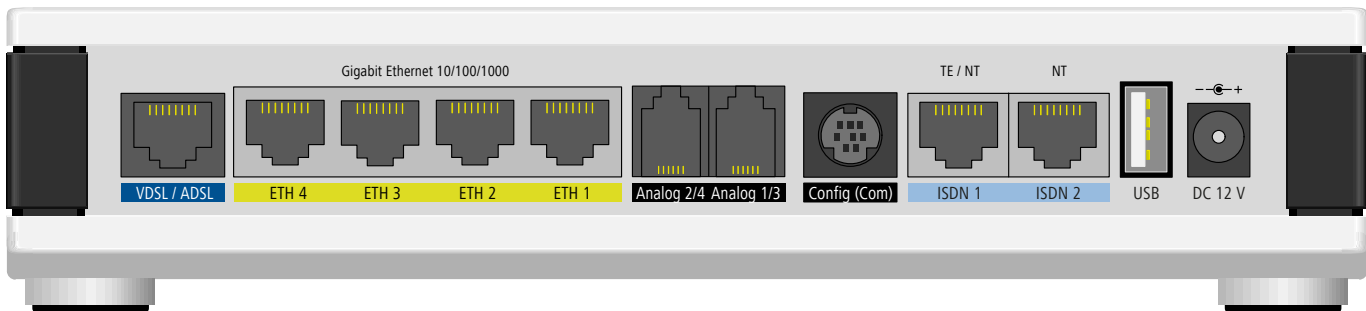 Gigabit Ethernet 10/100/1000
TE / NT
NT
VDSL / ADSL
ETH 4
ETH 3
ETH 2
ETH 1
Analog 2/4
Analog 1/3
Config (Com)
ISDN 1
ISDN 2
USB
DC 12 V